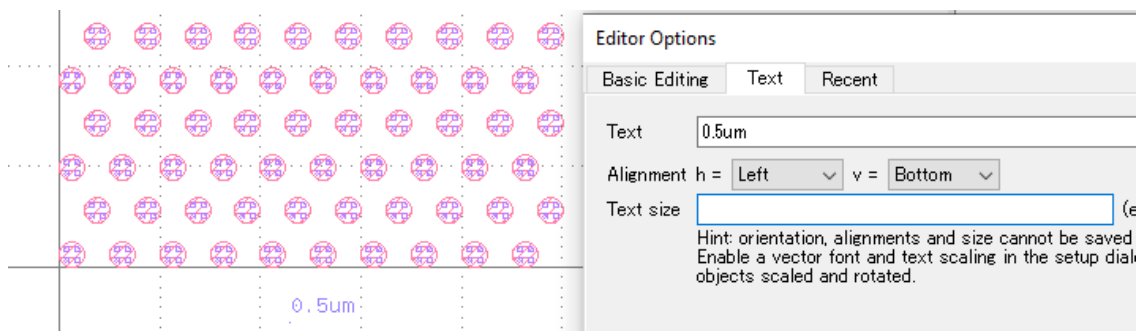 Editor Options
Basic Editing Text Recent
Text 0.5um
Alignment h = Left v = Bottom
Text size (e
Hint: orientation, alignments and size cannot be saved
Enable a vector font and text scaling in the setup dial
objects scaled and rotated.
0.5um